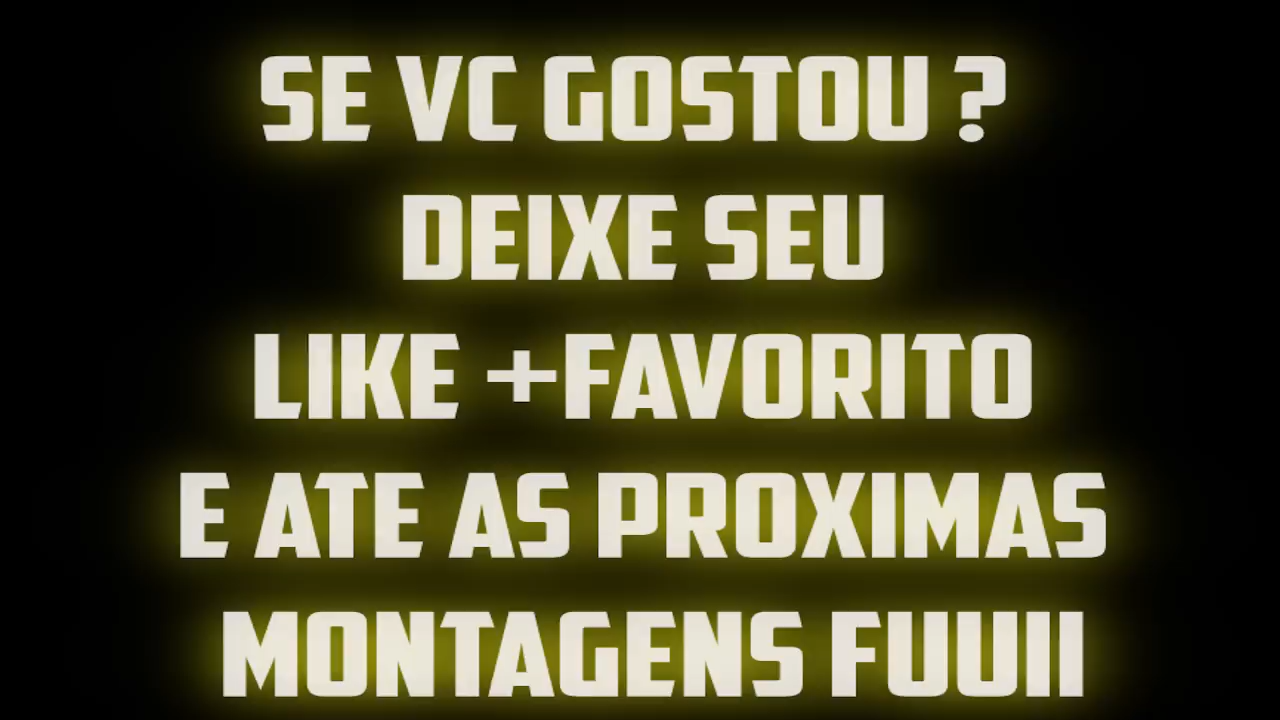 SE VC GOSTOU ?
DEIXE SEU
LIKE +FAVORITO
E ATE AS PROXIMAS
MONTAGENS FUUII